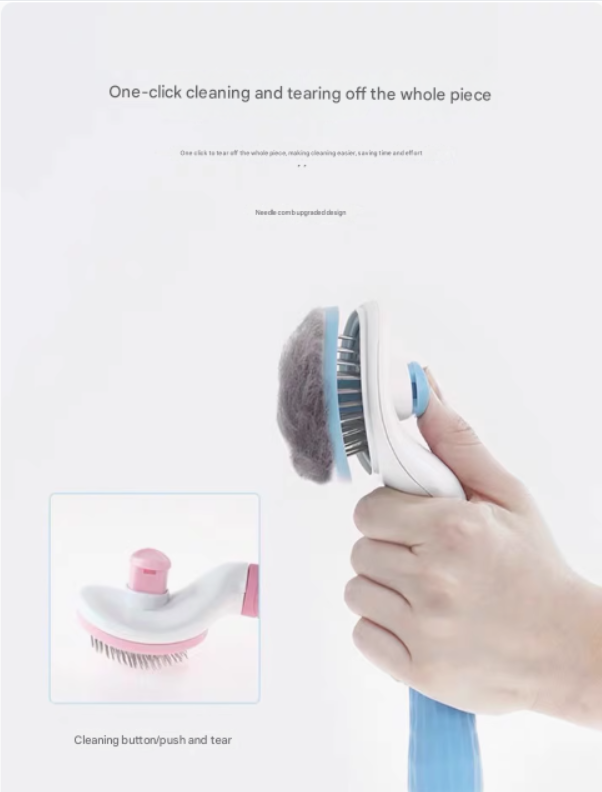 One-click cleaning and tearing off the whole piece
One click to tear off the whole piece, making cleaning easier, saving time and effort
Needle comb upgraded design
Cleaning button/push and tear